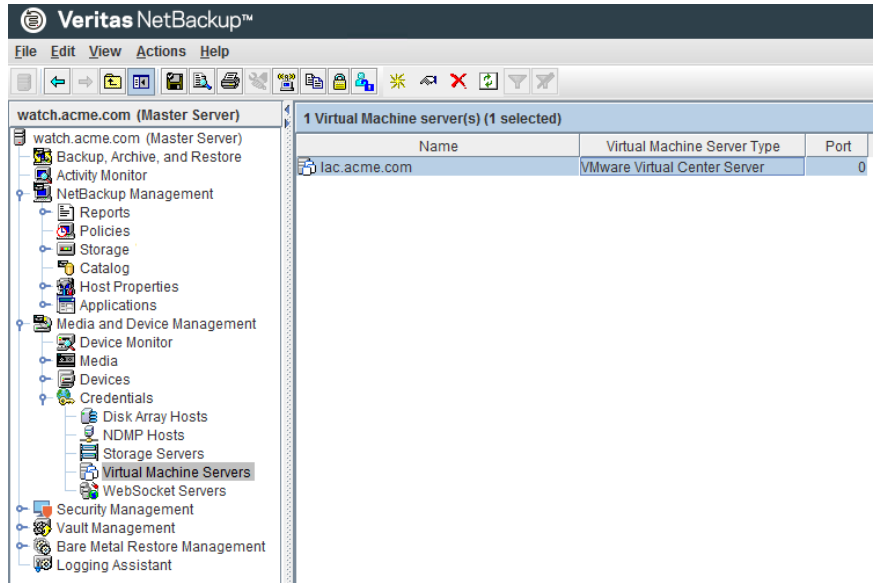 Veritas NetBackup™
File Edit View Actions Help
watch.acme.com (Master Server)
1 Virtual Machine server(s) (1 selected)
watch.acme.com (Master Server)
Backup, Archive, and Restore
Activity Monitor
NetBackup Management
Reports
Policies
Storage
Catalog
Host Properties
Applications
Media and Device Management
Device Monitor
Media
Devices
Credentials
Disk Array Hosts
NDMP Hosts
Storage Servers
Virtual Machine Servers
WebSocket Servers
Security Management
Vault Management
Bare Metal Restore Management
Logging Assistant
Name Virtual Machine Server Type Port
lac.acme.com VMware Virtual Center Server 0